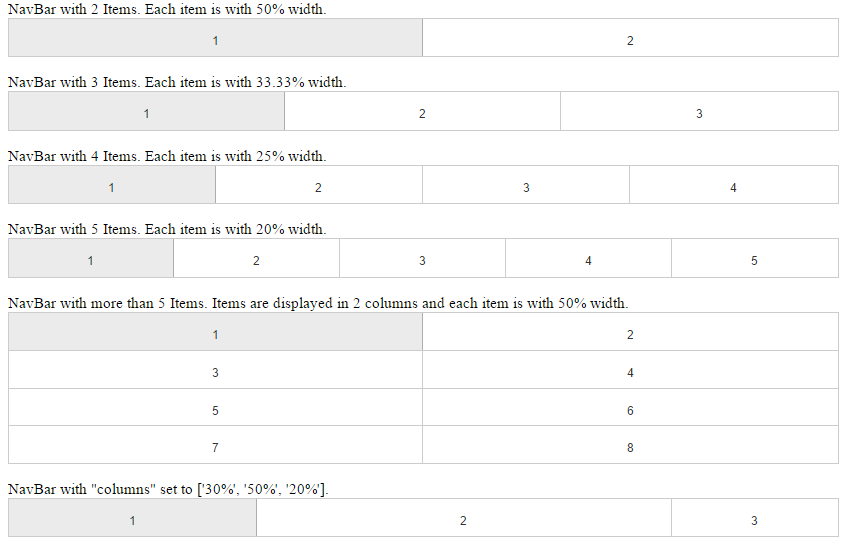 NavBar with 2 Items. Each item is with 50% width.
1 2
NavBar with 3 Items. Each item is with 33.33% width.
1 2 3
NavBar with 4 Items. Each item is with 25% width.
1 2 3 4
NavBar with 5 Items. Each item is with 20% width.
1 2 3 4 5
NavBar with more than 5 Items. Items are displayed in 2 columns and each item is with 50% width.
1 2
3 4
5 6
7 8
NavBar with "columns" set to ['30%', '50%', '20%'].
1 2 3